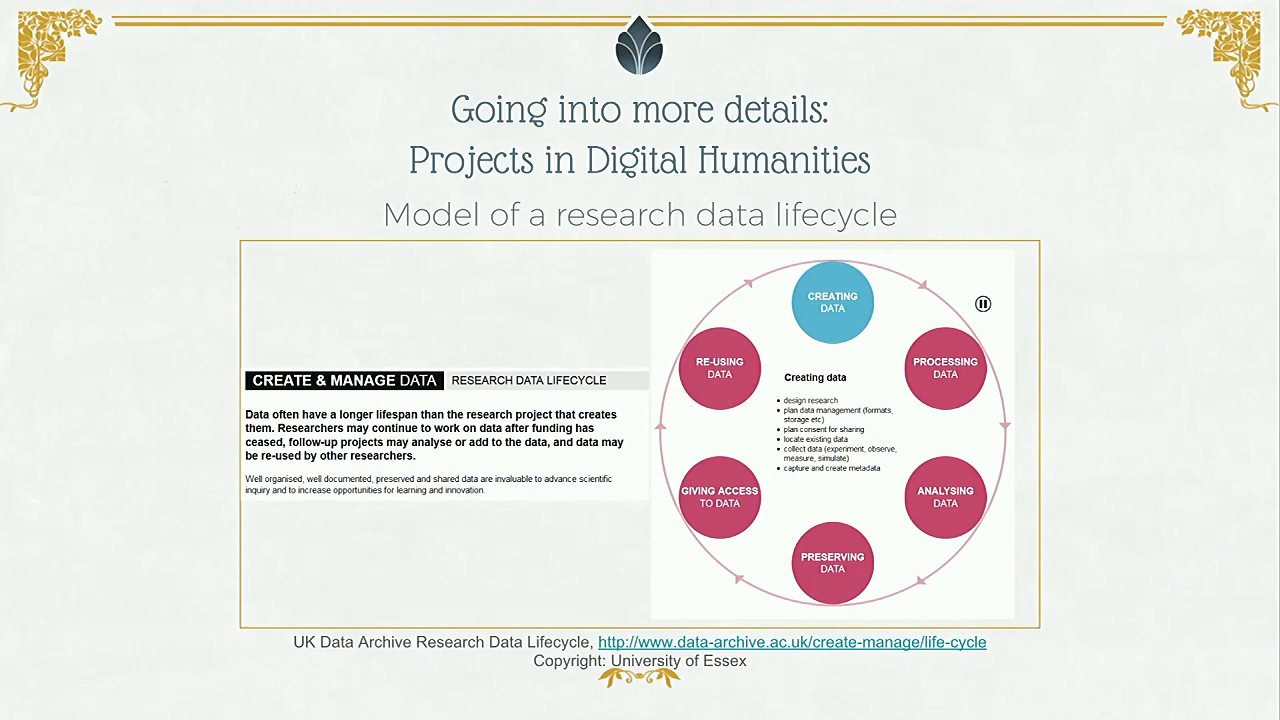 Going into more details:
Projects in Digital Humanities
Model of a research data lifecycle
CREATE & MANAGE DATA RESEARCH DATA LIFECYCLE
Data often have a longer lifespan than the research project that creates
them. Researchers may continue to work on data after funding has
ceased, follow-up projects may analyse or add to the data, and data may
be re-used by other researchers.
Well organised, well documented, preserved and shared data are invaluable to advance scientific
inquiry and to increase opportunities for learning and innovation.
CREATING
DATA
PROCESSING
DATA
ANALYSING
DATA
PRESERVING
DATA
GIVING ACCESS
TO DATA
RE-USING
DATA
Creating data
• design research
• plan data management (formats,
storage etc)
• plan consent for sharing
• locate existing data
• collect data (experiment, observe,
measure, simulate)
• capture and create metadata
UK Data Archive Research Data Lifecycle, http://www.data-archive.ac.uk/create-manage/life-cycle
Copyright: University of Essex